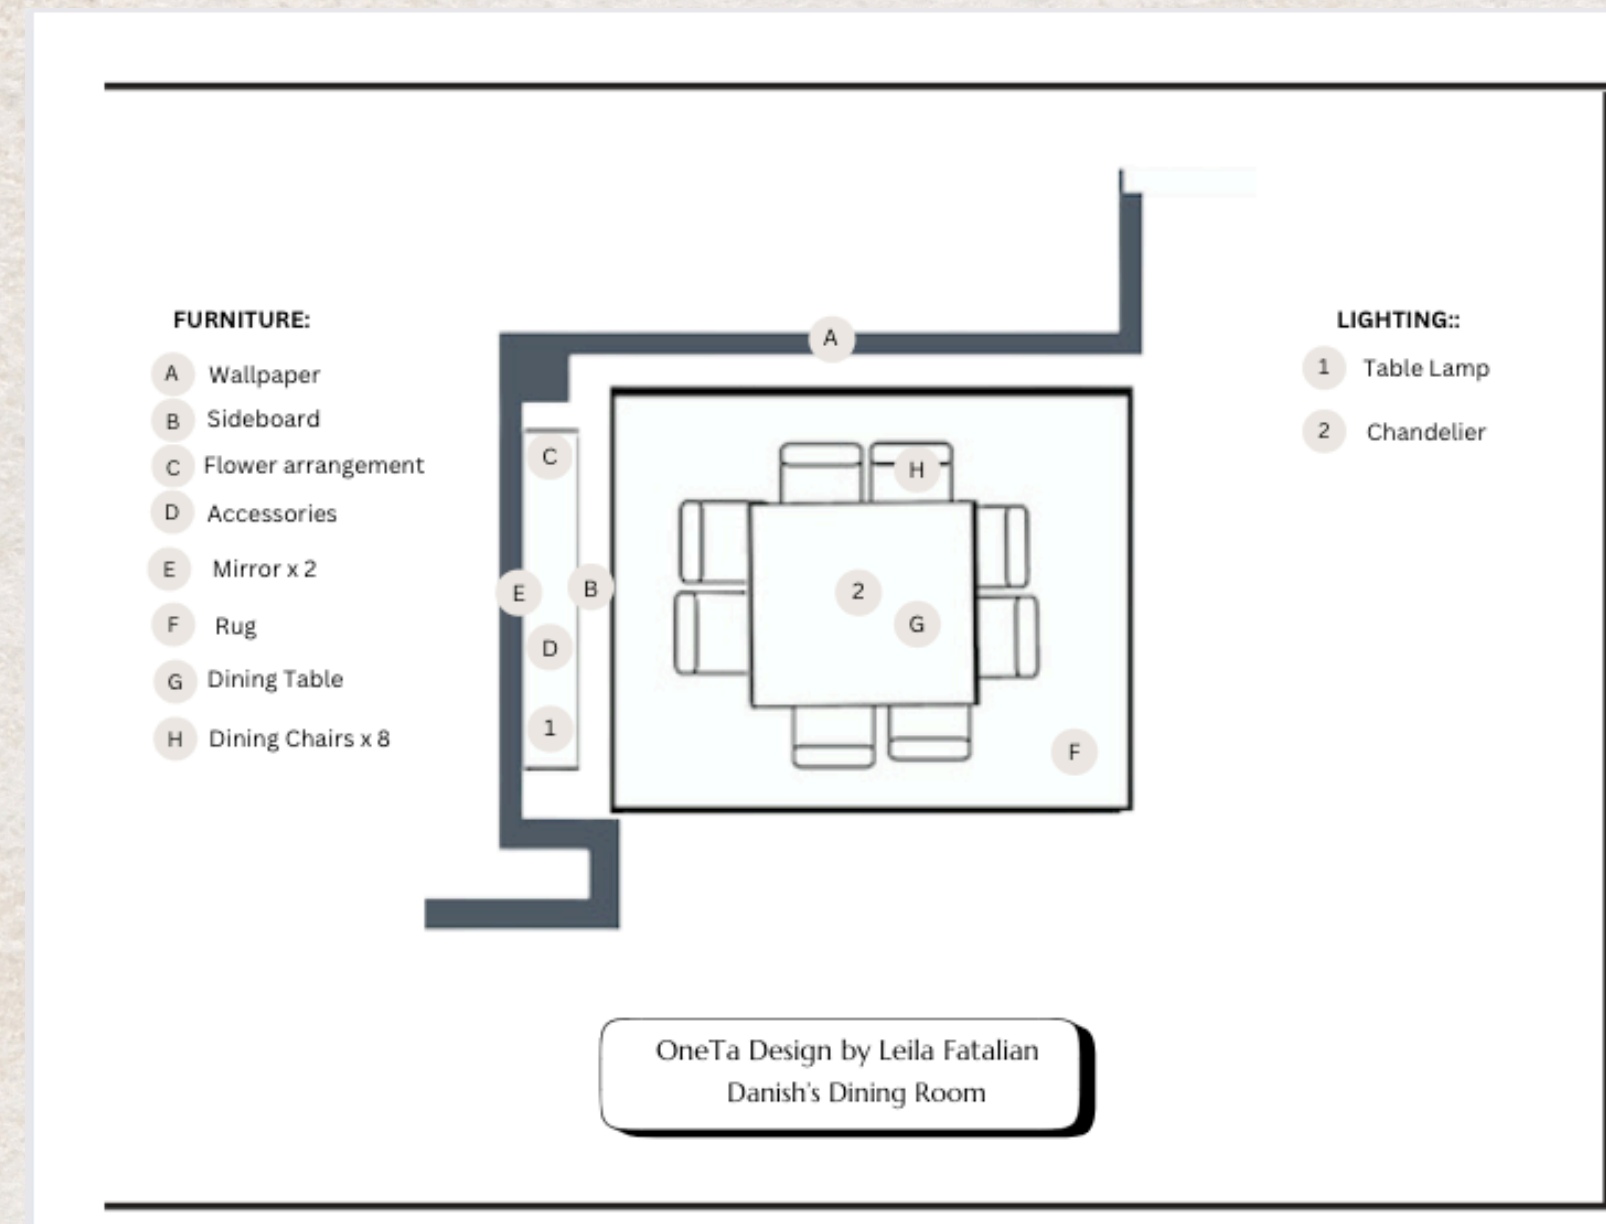 FURNITURE:
A Wallpaper
B Sideboard
C Flower arrangement
D Accessories
E Mirror x 2
F Rug
G Dining Table
H Dining Chairs x 8
A
C
H
E
B
2
G
D
1
F
LIGHTING::
1 Table Lamp
2 Chandelier
OneTa Design by Leila Fatalian
Danish's Dining Room